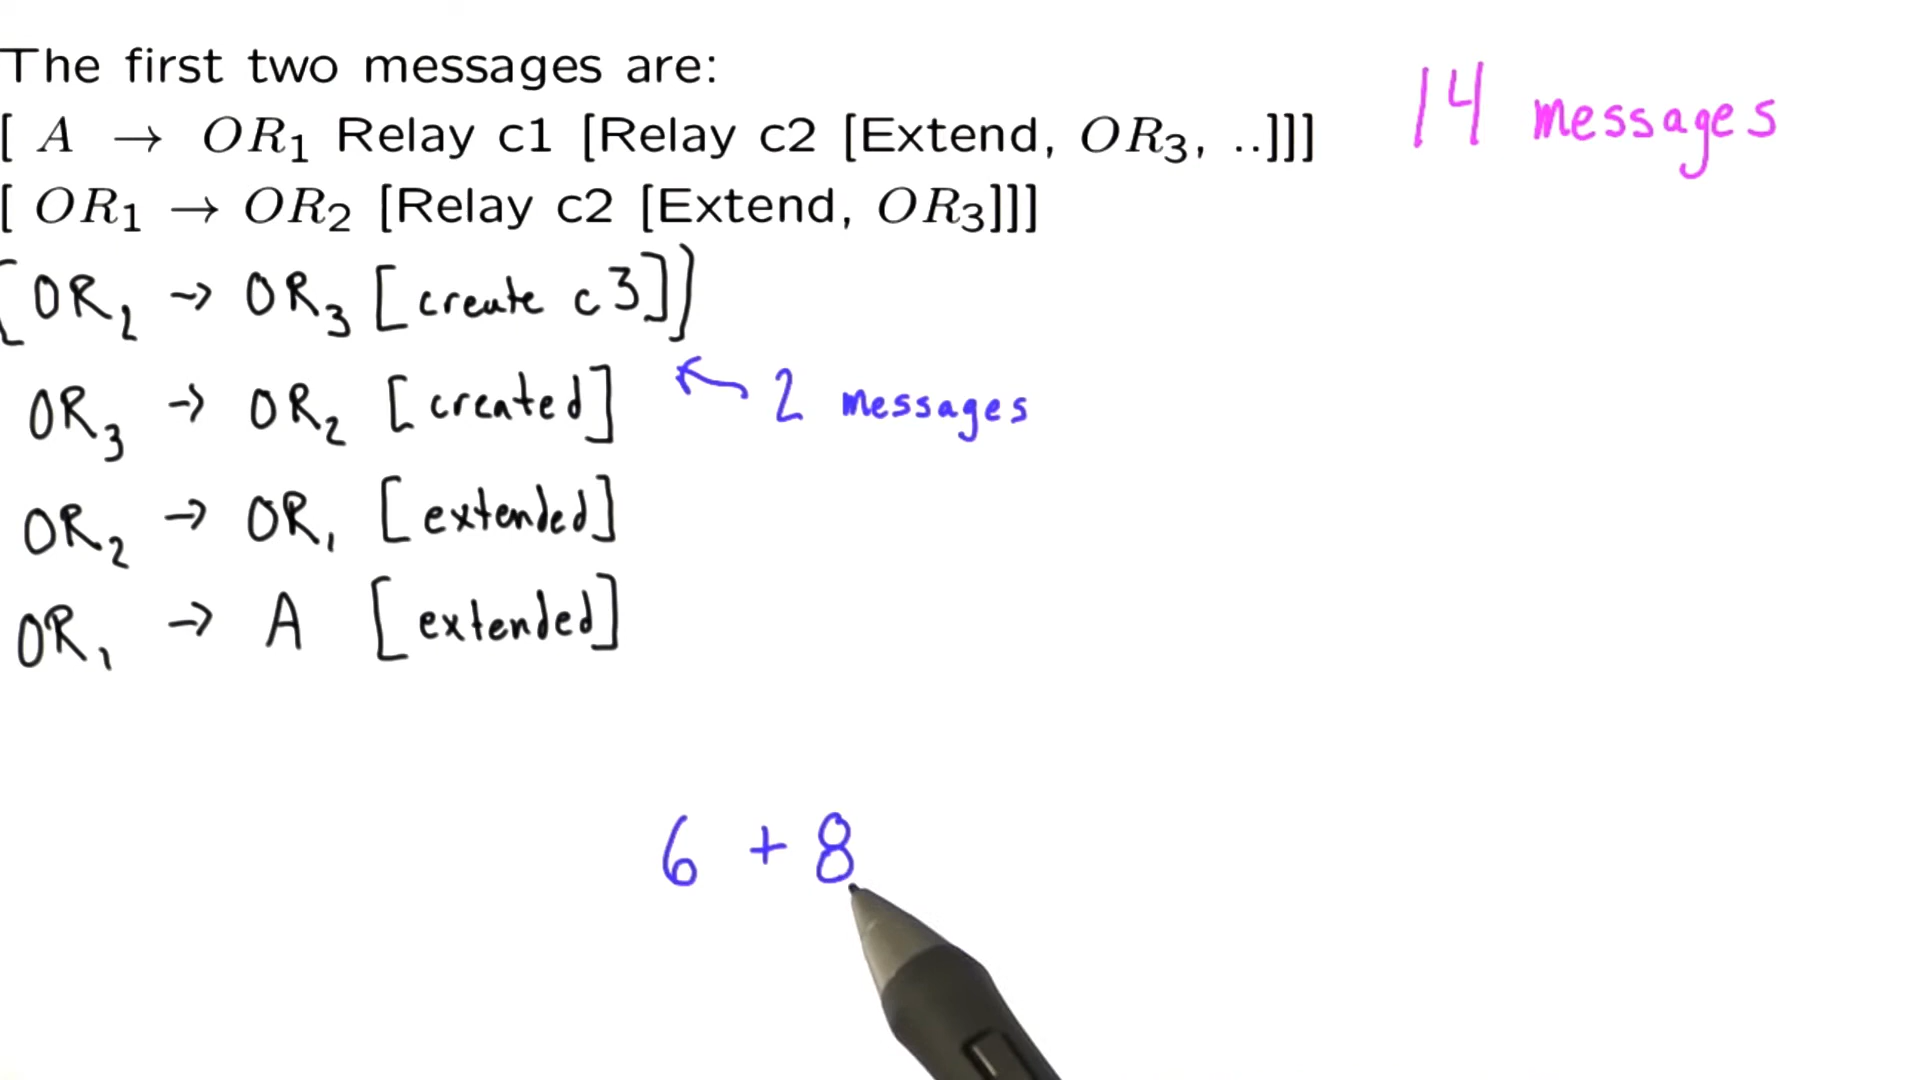 The first two messages are:
[ A → OR₁ Relay c1 [Relay c2 [Extend, OR₃, ..]]]
14 messages
[ OR₁ → OR₂ [Relay c2 [Extend, OR₃]]]
[OR₂ → OR₃ [create c3]]
OR₃ → OR₂ [created]
2 messages
OR₂ → OR₁ [extended]
OR₁ → A [extended]
6 + 8